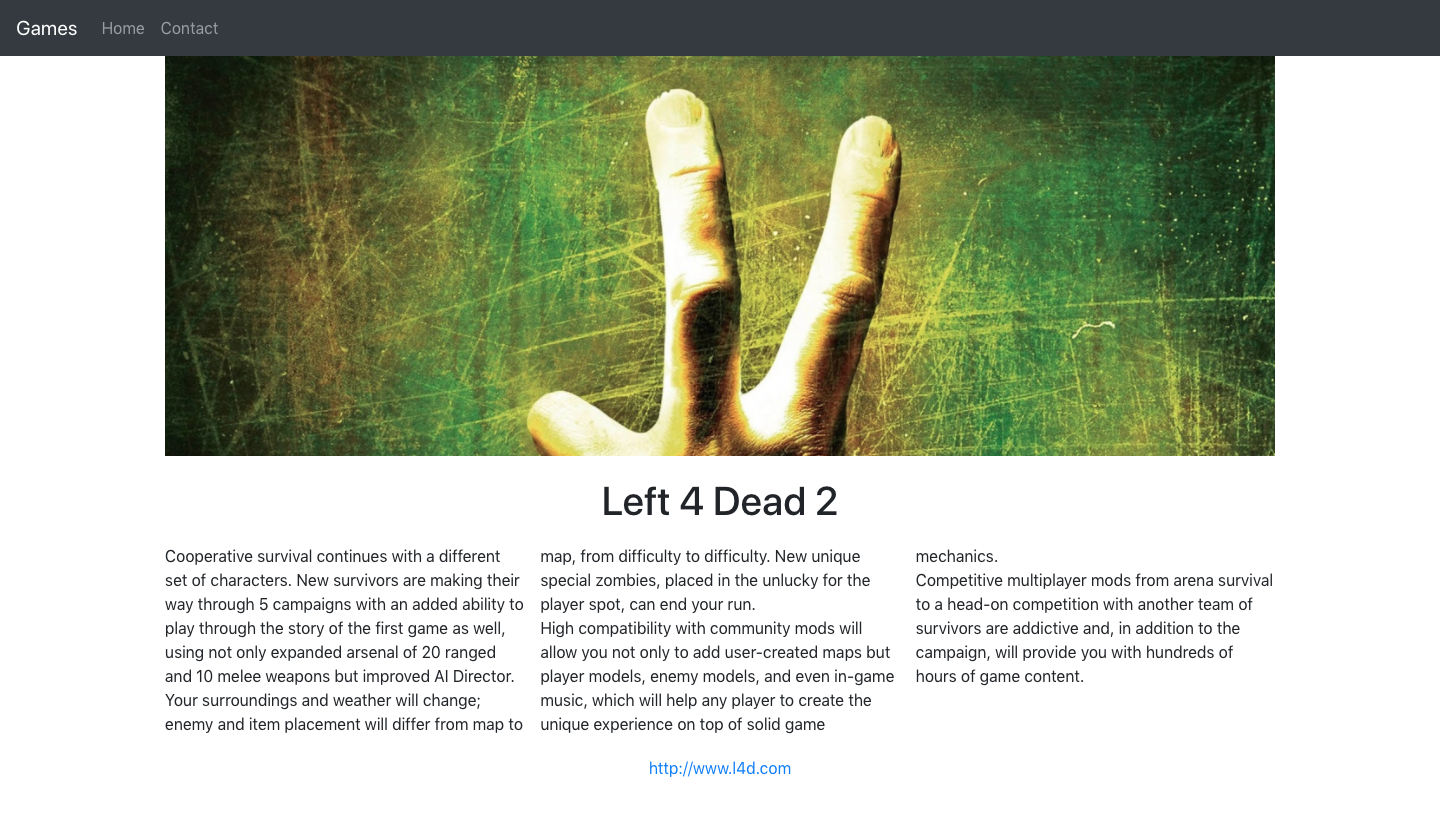 Games Home Contact
Left 4 Dead 2
Cooperative survival continues with a different
set of characters. New survivors are making their
way through 5 campaigns with an added ability to
play through the story of the first game as well,
using not only expanded arsenal of 20 ranged
and 10 melee weapons but improved AI Director.
Your surroundings and weather will change;
enemy and item placement will differ from map to
map, from difficulty to difficulty. New unique
special zombies, placed in the unlucky for the
player spot, can end your run.
High compatibility with community mods will
allow you not only to add user-created maps but
player models, enemy models, and even in-game
music, which will help any player to create the
unique experience on top of solid game
mechanics.
Competitive multiplayer mods from arena survival
to a head-on competition with another team of
survivors are addictive and, in addition to the
campaign, will provide you with hundreds of
hours of game content.
http://www.l4d.com